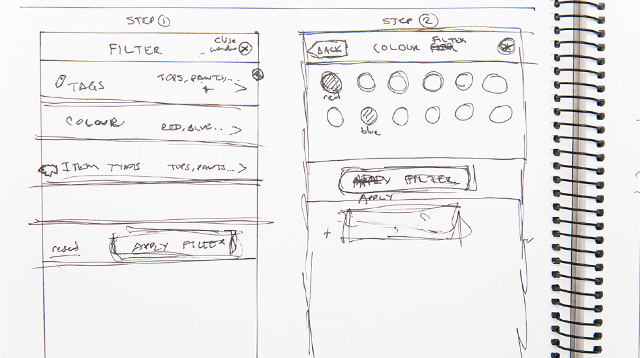 STEP 1
FILTER
close
window X
TAGS
TOPS, PANTS... >
COLOUR
RED, BLUE... >
ITEM TYPES
TOPS, PANTS... >
reset
APPLY FILTER
STEP 2
BACK
COLOUR FILTER
red
blue
FILTER
APPLY